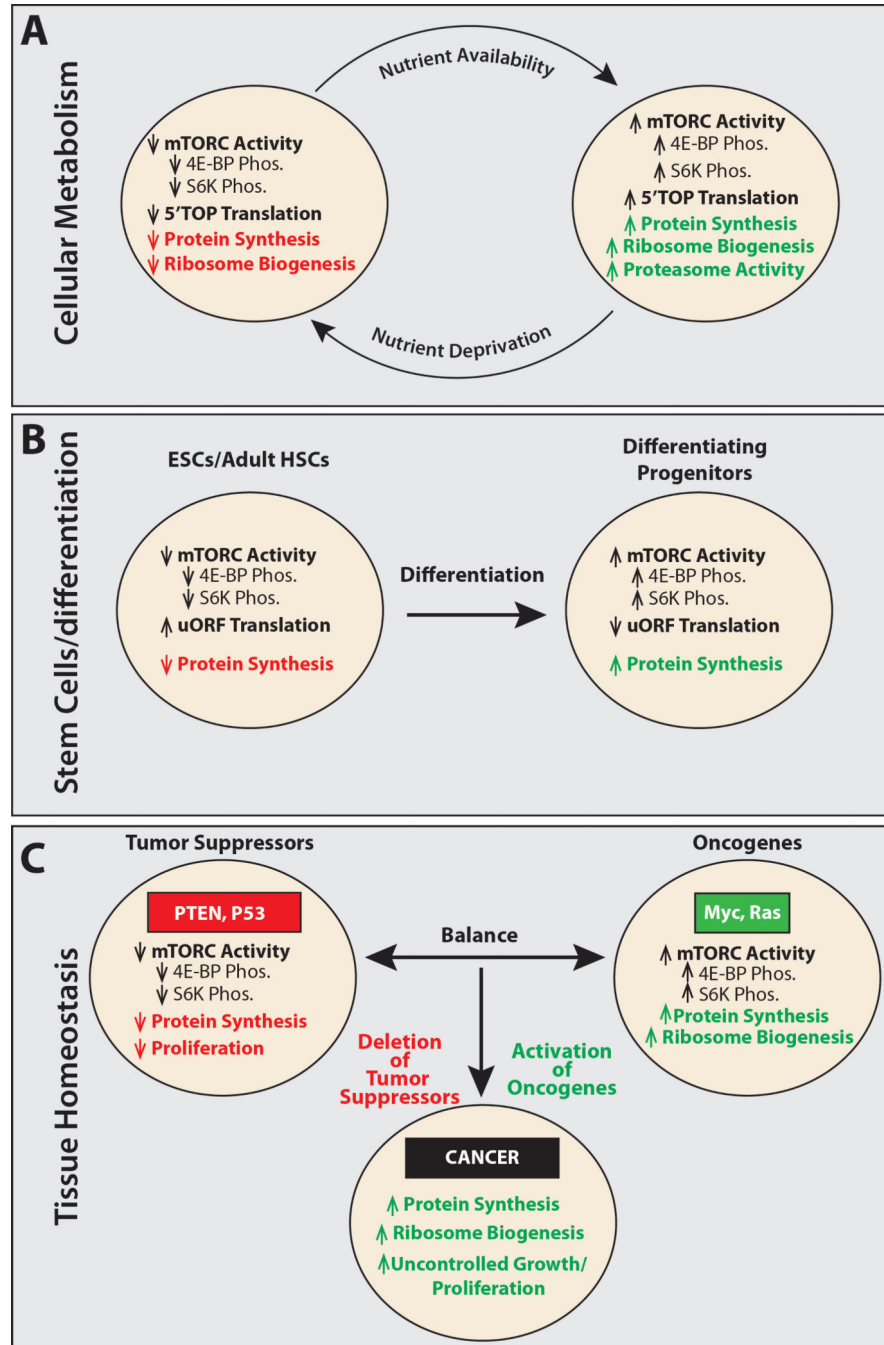 A
Cellular Metabolism
Nutrient Availability
↓ mTORC Activity
↓ 4E-BP Phos.
↓ S6K Phos.
↓ 5'TOP Translation
↓ Protein Synthesis
↓ Ribosome Biogenesis
↑ mTORC Activity
↑ 4E-BP Phos.
↑ S6K Phos.
↑ 5'TOP Translation
↑ Protein Synthesis
↑ Ribosome Biogenesis
↑ Proteasome Activity
Nutrient Deprivation
B
Stem Cells/differentiation
ESCs/Adult HSCs
↓ mTORC Activity
↓ 4E-BP Phos.
↓ S6K Phos.
↑ uORF Translation
↓ Protein Synthesis
Differentiation
Differentiating
Progenitors
↑ mTORC Activity
↑ 4E-BP Phos.
↑ S6K Phos.
↓ uORF Translation
↑ Protein Synthesis
C
Tissue Homeostasis
Tumor Suppressors
PTEN, P53
↓ mTORC Activity
↓ 4E-BP Phos.
↓ S6K Phos.
↓ Protein Synthesis
↓ Proliferation
Balance
Oncogenes
Myc, Ras
↑ mTORC Activity
↑ 4E-BP Phos.
↑ S6K Phos.
↑ Protein Synthesis
↑ Ribosome Biogenesis
Deletion
of
Tumor
Suppressors
Activation
of
Oncogenes
CANCER
↑ Protein Synthesis
↑ Ribosome Biogenesis
↑ Uncontrolled Growth/
Proliferation